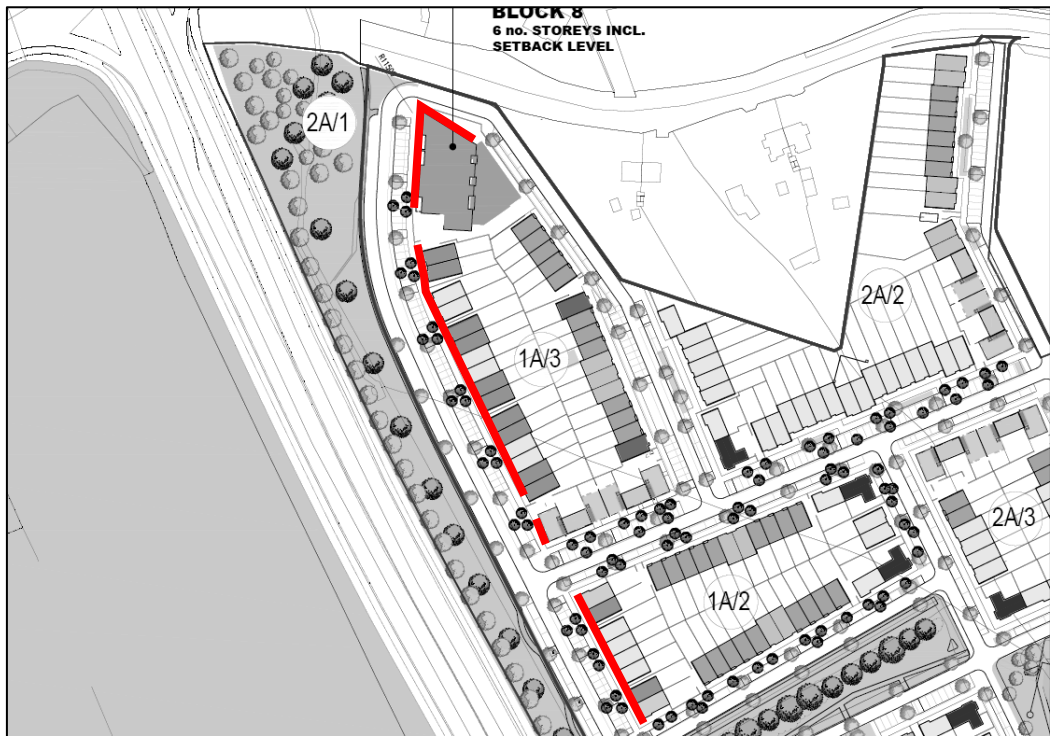 BLOCK 8
6 no. STOREYS INCL.
SETBACK LEVEL
2A/1
2A/2
1A/3
2A/3
1A/2